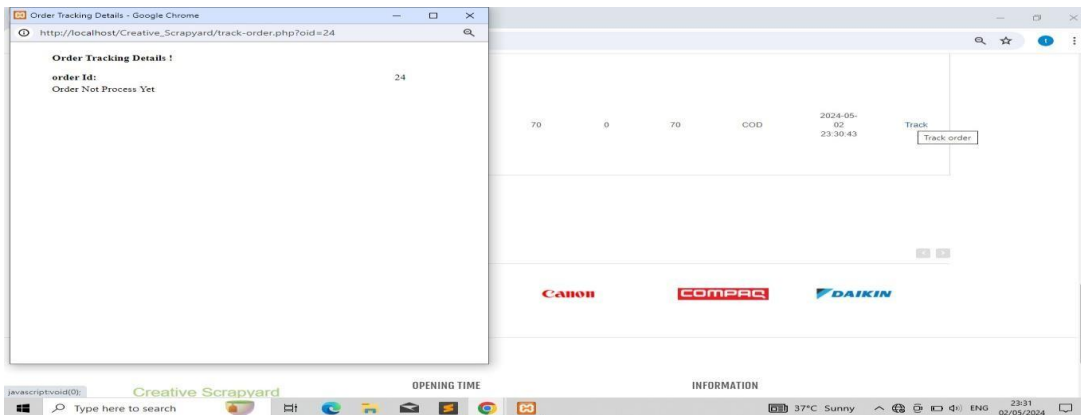 Order Tracking Details - Google Chrome
http://localhost/Creative_Scrapyard/track-order.php?oid=24
Order Tracking Details !
order Id: 24
Order Not Process Yet
70 0 70 COD 2024-05-
02
23:30:43 Track
Track order
Canon COMPAQ DAIKIN
OPENING TIME INFORMATION
javascript:void(0);
Creative Scrapyard
Type here to search
37°C Sunny
ENG
23:31
02/05/2024